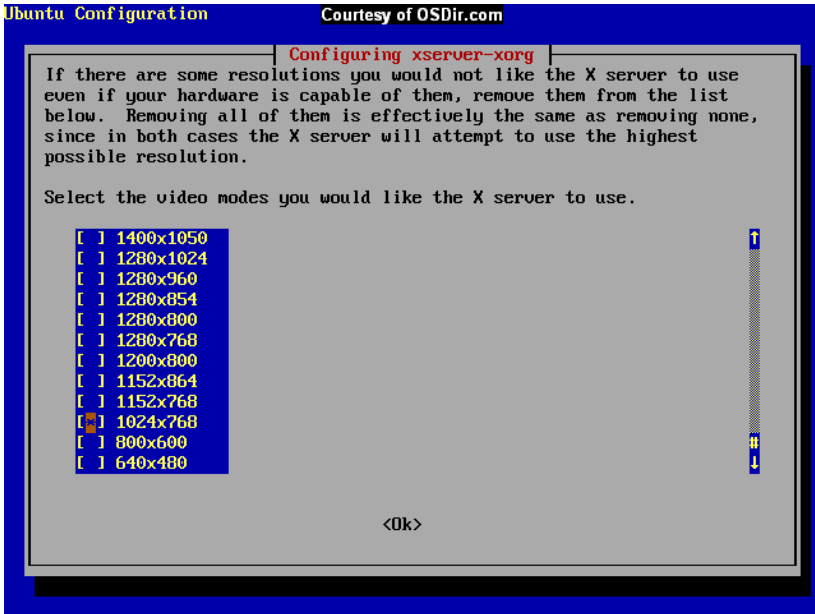 Ubuntu Configuration
Courtesy of OSDir.com
Configuring xserver-xorg
If there are some resolutions you would not like the X server to use
even if your hardware is capable of them, remove them from the list
below.  Removing all of them is effectively the same as removing none,
since in both cases the X server will attempt to use the highest
possible resolution.
Select the video modes you would like the X server to use.
[ ] 1400x1050
[ ] 1280x1024
[ ] 1280x960
[ ] 1280x854
[ ] 1280x800
[ ] 1280x768
[ ] 1200x800
[ ] 1152x864
[ ] 1152x768
[*] 1024x768
[ ] 800x600
[ ] 640x480
<Ok>